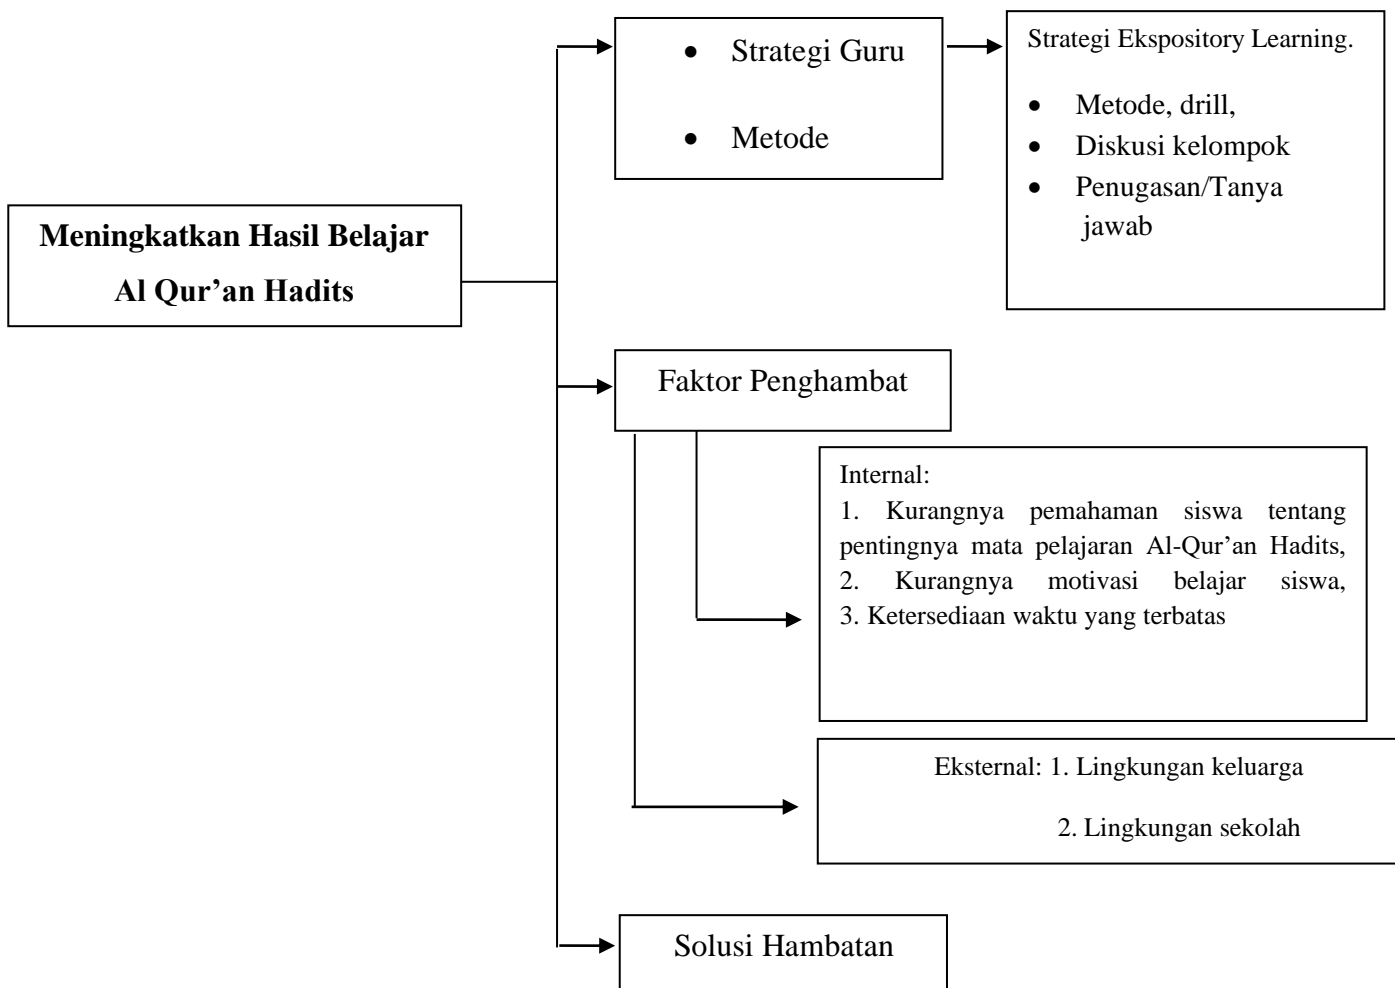 Meningkatkan Hasil Belajar
Al Qur’an Hadits
• Strategi Guru
• Metode
Strategi Ekspository Learning.
• Metode, drill,
• Diskusi kelompok
• Penugasan/Tanya
jawab
Faktor Penghambat
Internal:
1. Kurangnya pemahaman siswa tentang
pentingnya mata pelajaran Al-Qur’an Hadits,
2. Kurangnya motivasi belajar siswa,
3. Ketersediaan waktu yang terbatas
Eksternal: 1. Lingkungan keluarga
2. Lingkungan sekolah
Solusi Hambatan